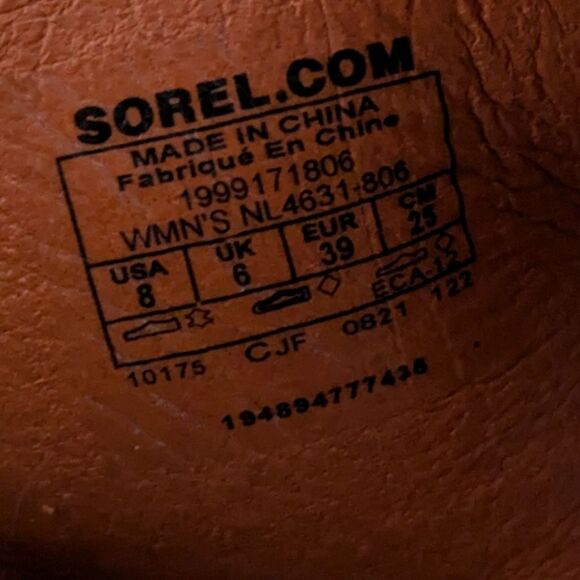 SOREL.COM
MADE IN CHINA
Fabriqué En Chine
1999171806
WMN'S NL4631-806
USA UK EUR CM
8 6 39 25
ECA-12
10175 CJF 0821 122
194894777435